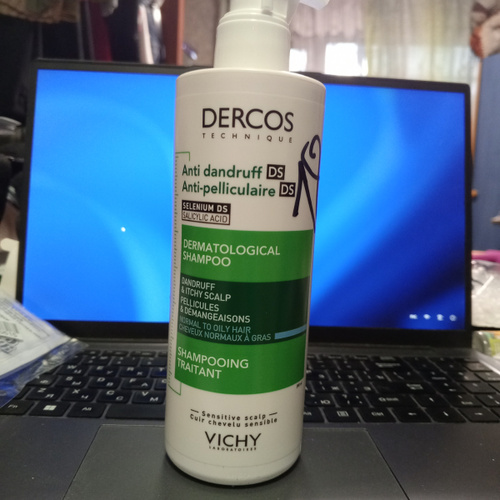 DERCOS
TECHNIQUE
Anti dandruff DS
Anti-pelliculaire DS
SELENIUM DS
SALICYLIC ACID
DERMATOLOGICAL
SHAMPOO
DANDRUFF
& ITCHY SCALP
PELLICULES
& DÉMANGEAISONS
NORMAL TO OILY HAIR
CHEVEUX NORMAUX À GRAS
SHAMPOOING
TRAITANT
Sensitive scalp
Cuir chevelu sensible
VICHY
LABORATOIRES